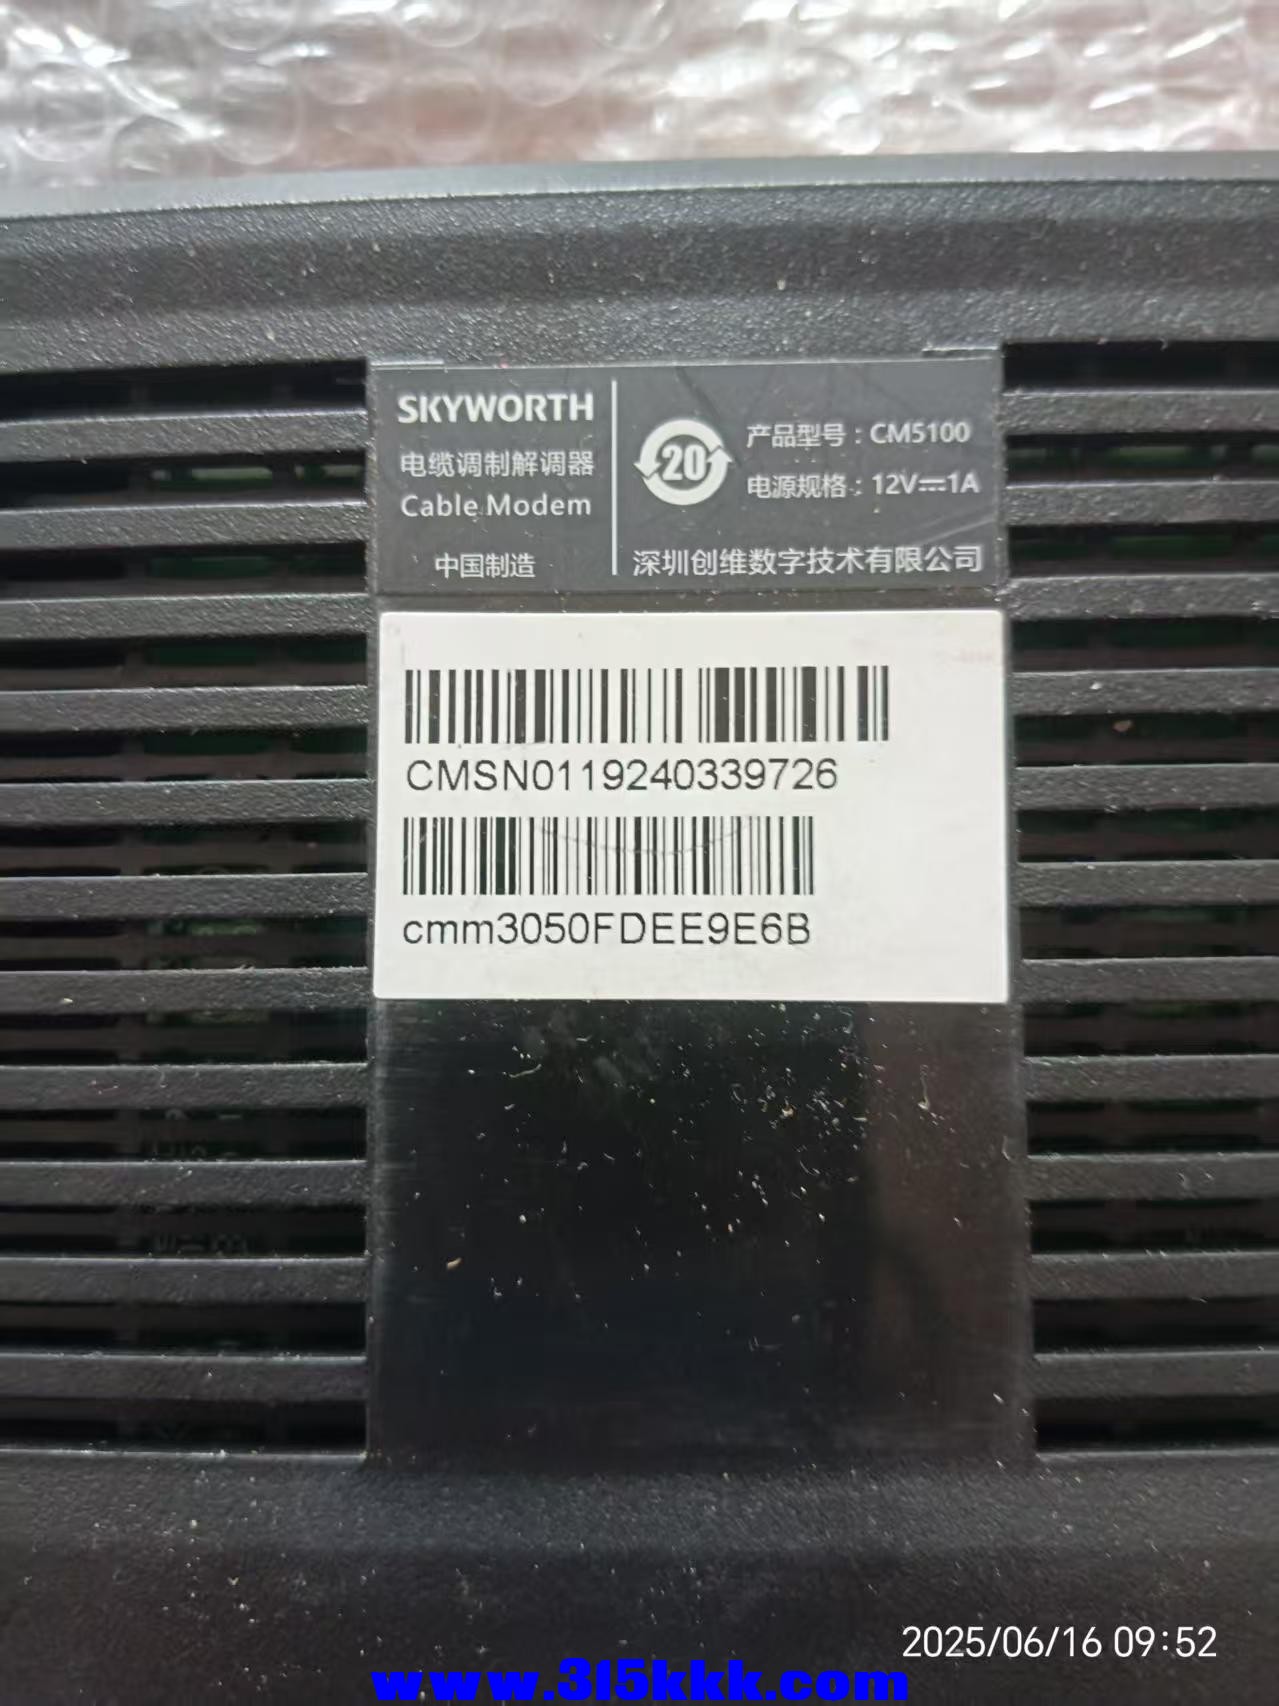 SKYWORTH
电缆调制解调器
Cable Modem
中国制造
20
产品型号：CM5100
电源规格：12V⎓1A
深圳创维数字技术有限公司
CMSN0119240339726
cmm3050FDEE9E6B
2025/06/16 09:52
www.315kkk.com